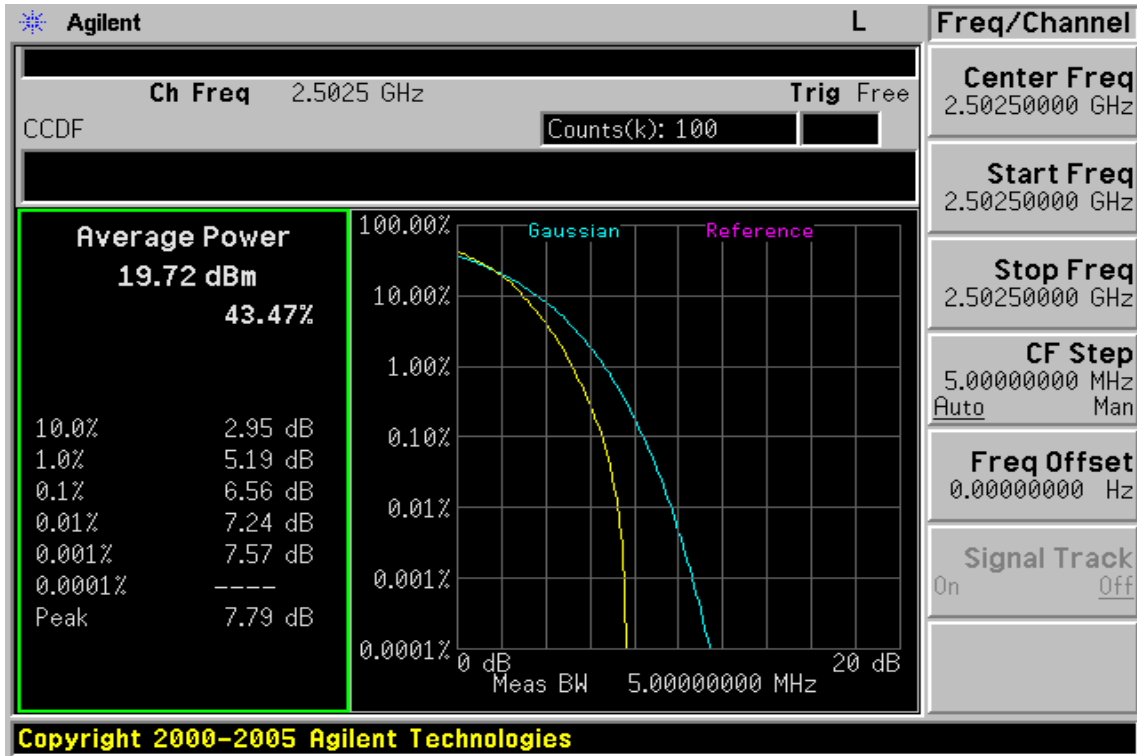 Agilent
L
Freq/Channel
Ch Freq 2.5025 GHz
Trig Free
CCDF
Counts(k): 100
Average Power
19.72 dBm
43.47%
10.0% 2.95 dB
1.0% 5.19 dB
0.1% 6.56 dB
0.01% 7.24 dB
0.001% 7.57 dB
0.0001% ----
Peak 7.79 dB
Gaussian
Reference
100.00%
10.00%
1.00%
0.10%
0.01%
0.001%
0.0001%
0 dB
20 dB
Meas BW 5.00000000 MHz
Center Freq
2.50250000 GHz
Start Freq
2.50250000 GHz
Stop Freq
2.50250000 GHz
CF Step
5.00000000 MHz
Auto Man
Freq Offset
0.00000000 Hz
Signal Track
On Off
Copyright 2000-2005 Agilent Technologies